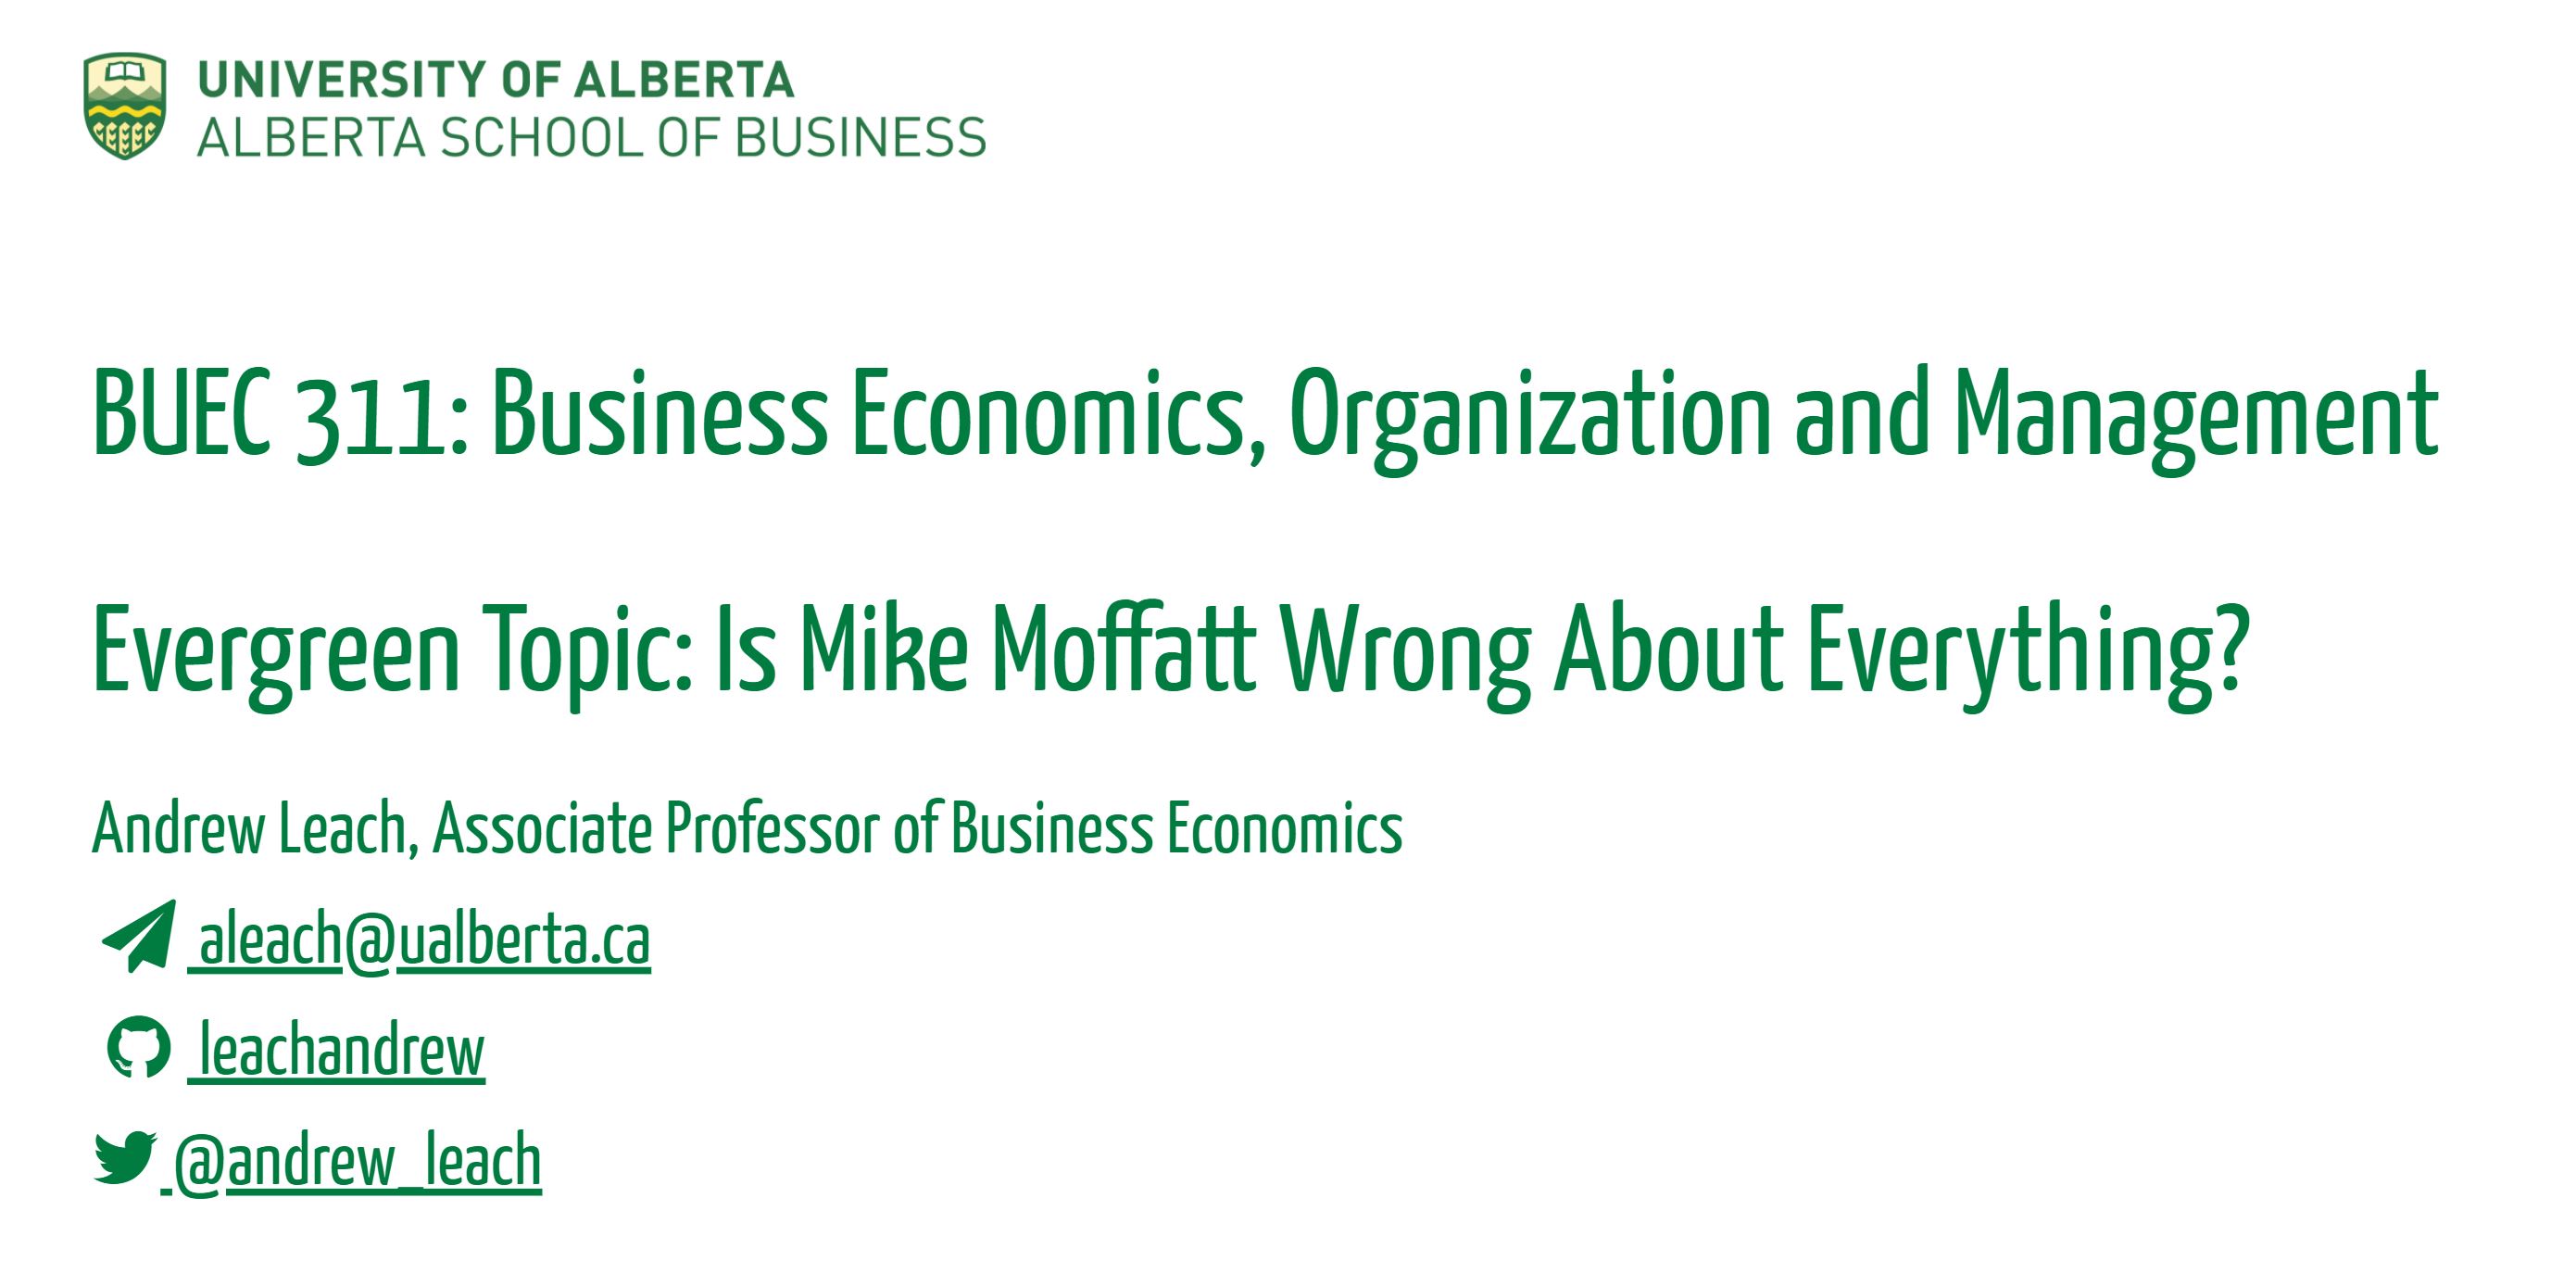 UNIVERSITY OF ALBERTA
ALBERTA SCHOOL OF BUSINESS
BUEC 311: Business Economics, Organization and Management
Evergreen Topic: Is Mike Moffatt Wrong About Everything?
Andrew Leach, Associate Professor of Business Economics
aleach@ualberta.ca
leachandrew
@andrew_leach